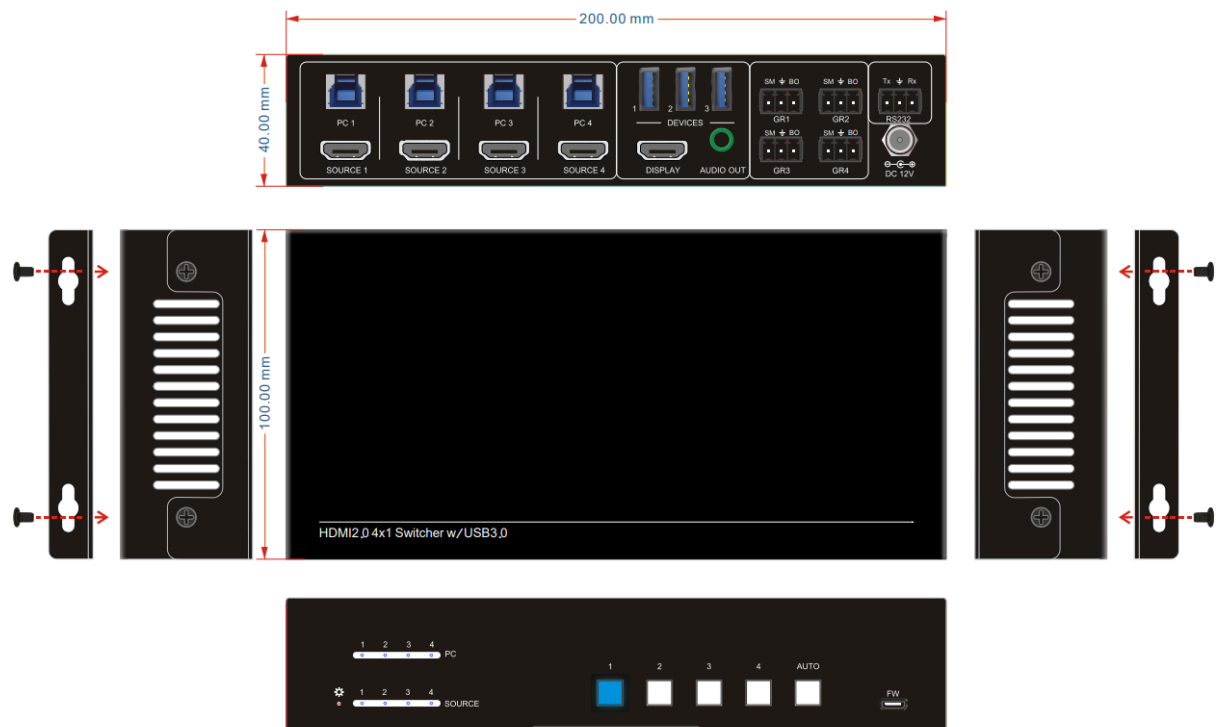 200.00 mm
40.00 mm
SM BO SM BO Tx Rx
1 2 3
PC 1 PC 2 PC 3 PC 4 DEVICES GR1 GR2 RS232
SM BO SM BO
SOURCE 1 SOURCE 2 SOURCE 3 SOURCE 4 DISPLAY AUDIO OUT GR3 GR4 DC 12V
100.00 mm
HDMI2.0 4x1 Switcher w/USB3.0
1 2 3 4 PC
1 2 3 4 AUTO
1 2 3 4 SOURCE
FW